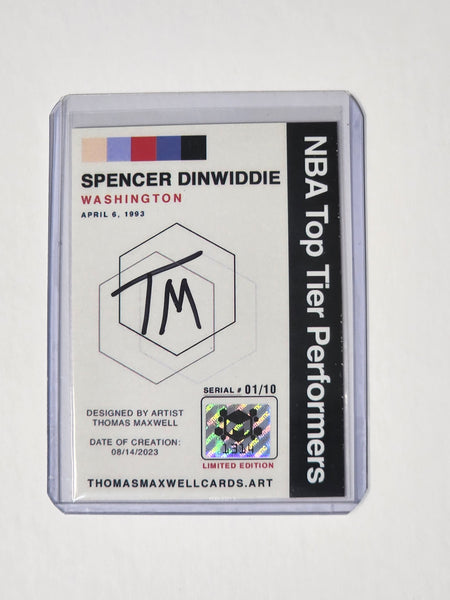 SPENCER DINWIDDIE
WASHINGTON
APRIL 6, 1993
TM
SERIAL # 01/10
DESIGNED BY ARTIST
THOMAS MAXWELL
DATE OF CREATION:
08/14/2023
1314
LIMITED EDITION
THOMASMAXWELLCARDS.ART
NBA Top Tier Performers